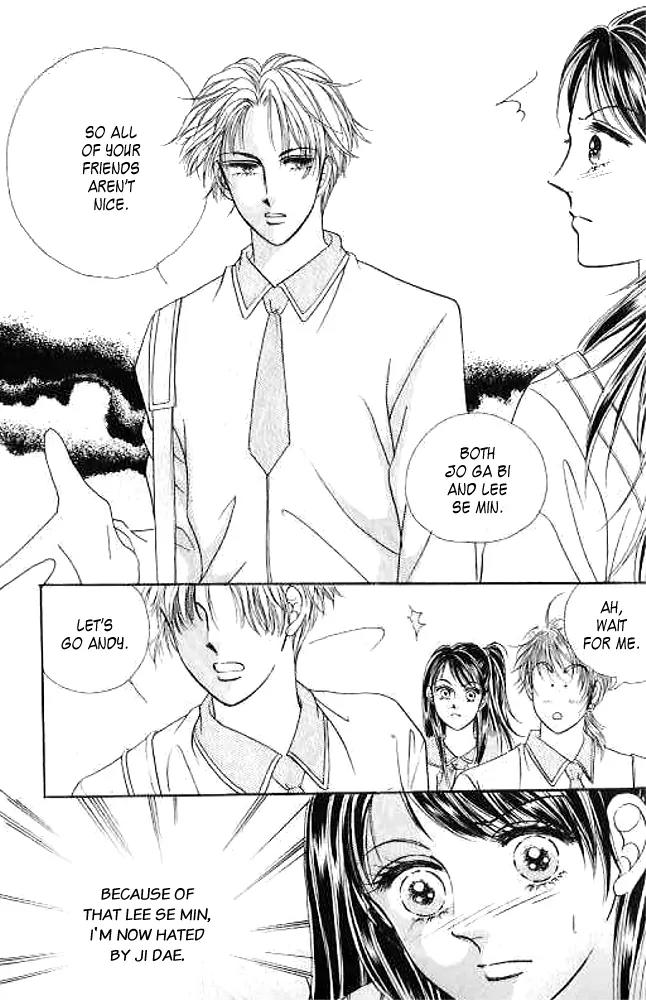 SO ALL
OF YOUR
FRIENDS
AREN'T
NICE.
BOTH
JO GA BI
AND LEE
SE MIN.
LET'S
GO ANDY.
AH,
WAIT
FOR ME.
BECAUSE OF
THAT LEE SE MIN,
I'M NOW HATED
BY JI DAE.